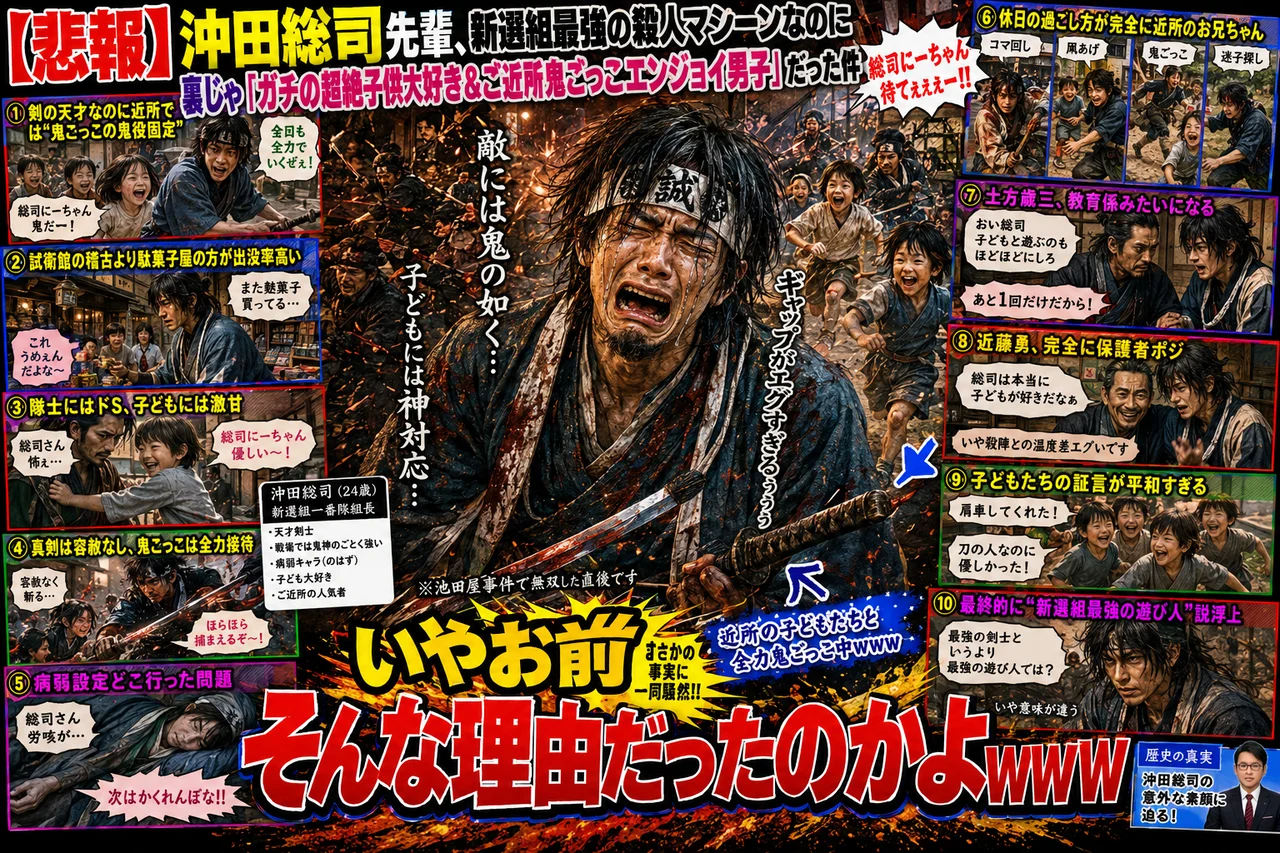 【悲報】沖田総司先輩、新選組最強の殺人マシーンなのに
裏じゃ「ガチの超絶子供大好き&ご近所鬼ごっこエンジョイ男子」だった件
総司にーちゃん
待てぇぇぇー!!
① 剣の天才なのに近所で
は“鬼ごっこの鬼役固定”
全回も
全力で
いくぜぇ!
総司にーちゃん
鬼だー!
② 試衛館の稽古より駄菓子屋の方が出没率高い
また麩菓子
買ってる…
これ
うめぇん
だよな~
③ 隊士にはドS、子どもには激甘
総司さん
怖ぇ…
総司にーちゃん
優しい~!
④ 真剣は容赦なし、鬼ごっこは全力接待
容赦なく
斬る…
ほらほら
捕まえるぞ~!
⑤ 病弱設定どこ行った問題
総司さん
労咳が…
次はかくれんぼな!!
敵には鬼の如く…
子どもには神対応…
誠
ギャップがエグすぎるぅぅぅ
沖田総司(24歳)
新選組一番隊組長
・天才剣士
・戦場では鬼神のごとく強い
・病弱キャラ(のはず)
・子ども大好き
・ご近所の人気者
※池田屋事件で無双した直後です
近所の子どもたちと
全力鬼ごっこ中www
いやお前
まさかの
事実に
一同騒然!!
そんな理由だったのかよwww
⑥ 休日の過ごし方が完全に近所のお兄ちゃん
コマ回し
凧あげ
鬼ごっこ
迷子探し
⑦ 土方歳三、教育係みたいになる
おい総司
子どもと遊ぶのも
ほどほどにしろ
あと1回だけだから!
⑧ 近藤勇、完全に保護者ポジ
総司は本当に
子どもが好きだなぁ
いや殺陣との温度差エグいです
⑨ 子どもたちの証言が平和すぎる
肩車してくれた!
刀の人なのに
優しかった!
⑩ 最終的に“新選組最強の遊び人”説浮上
最強の剣士と
いうより
最強の遊び人では?
いや意味が違う
歴史の真実
沖田総司の
意外な素顔に
迫る!